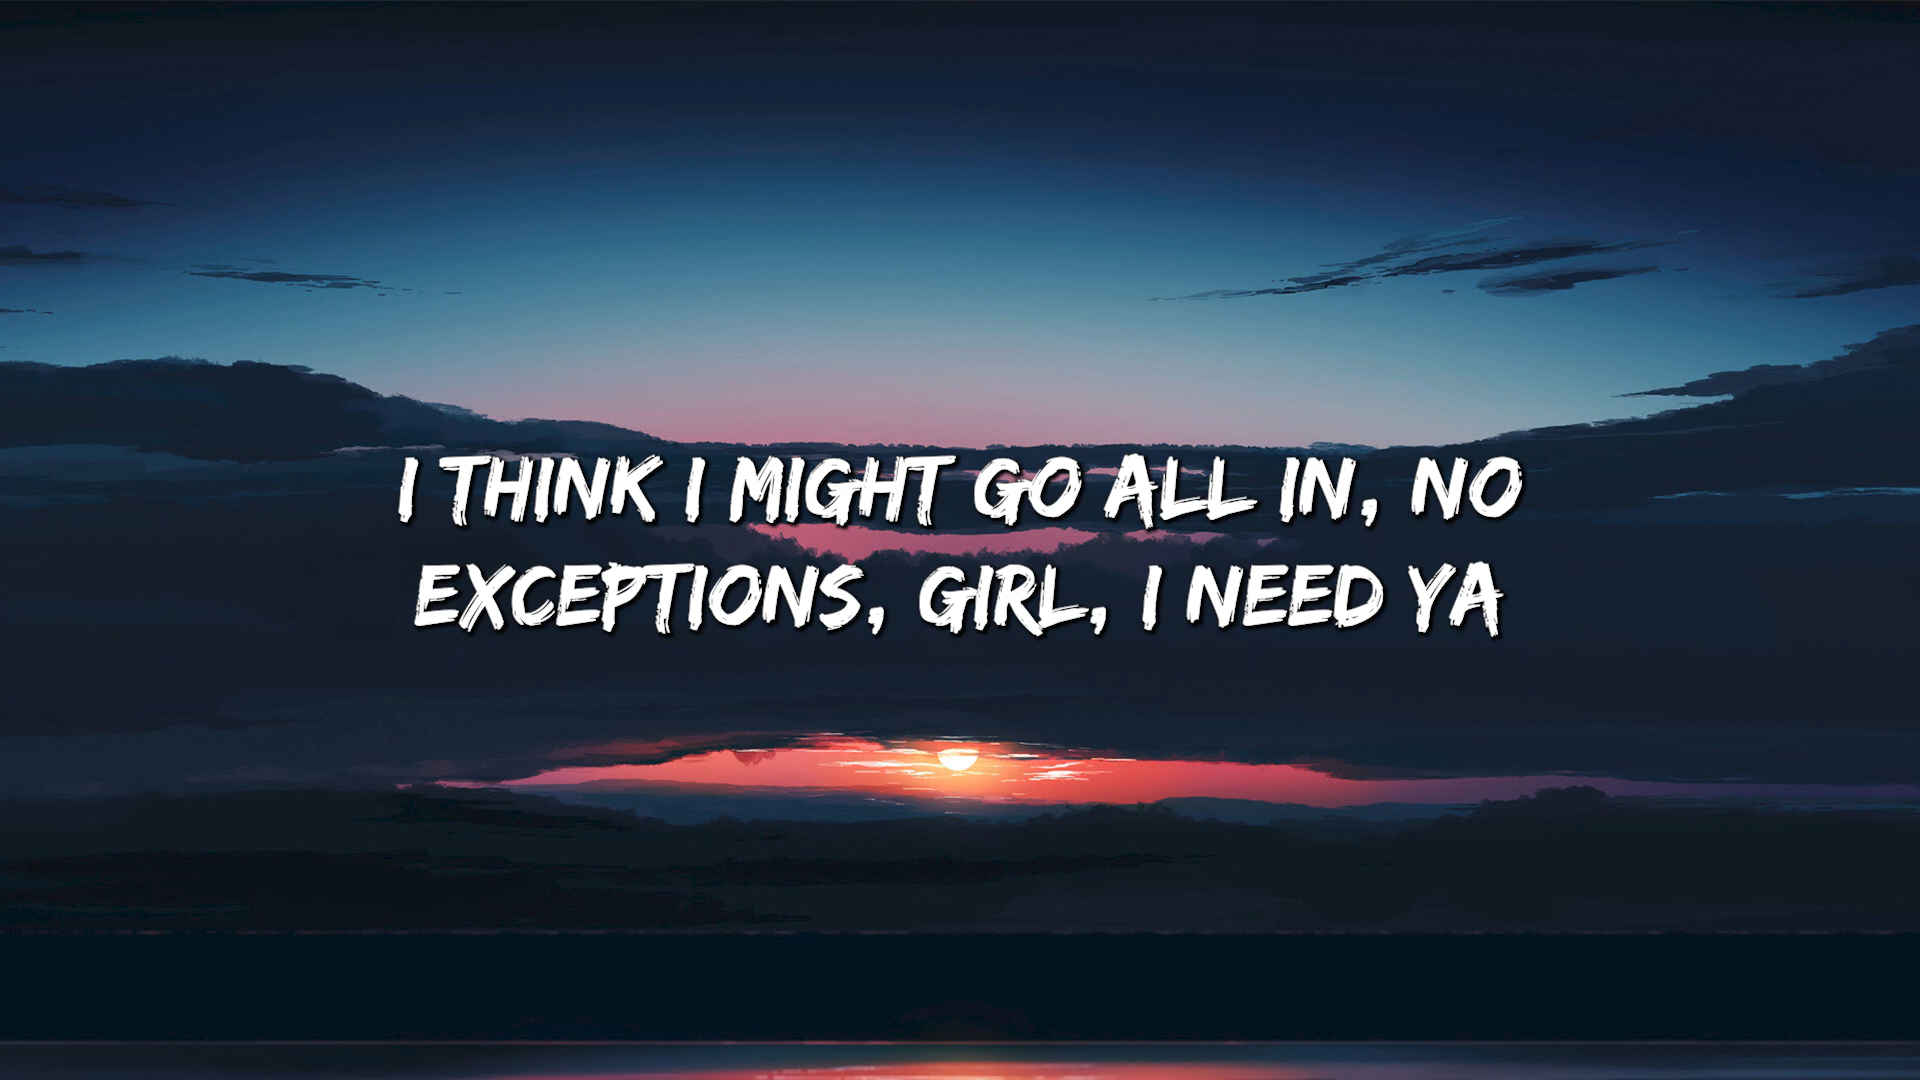 I THINK I MIGHT GO ALL IN, NO
EXCEPTIONS, GIRL, I NEED YA